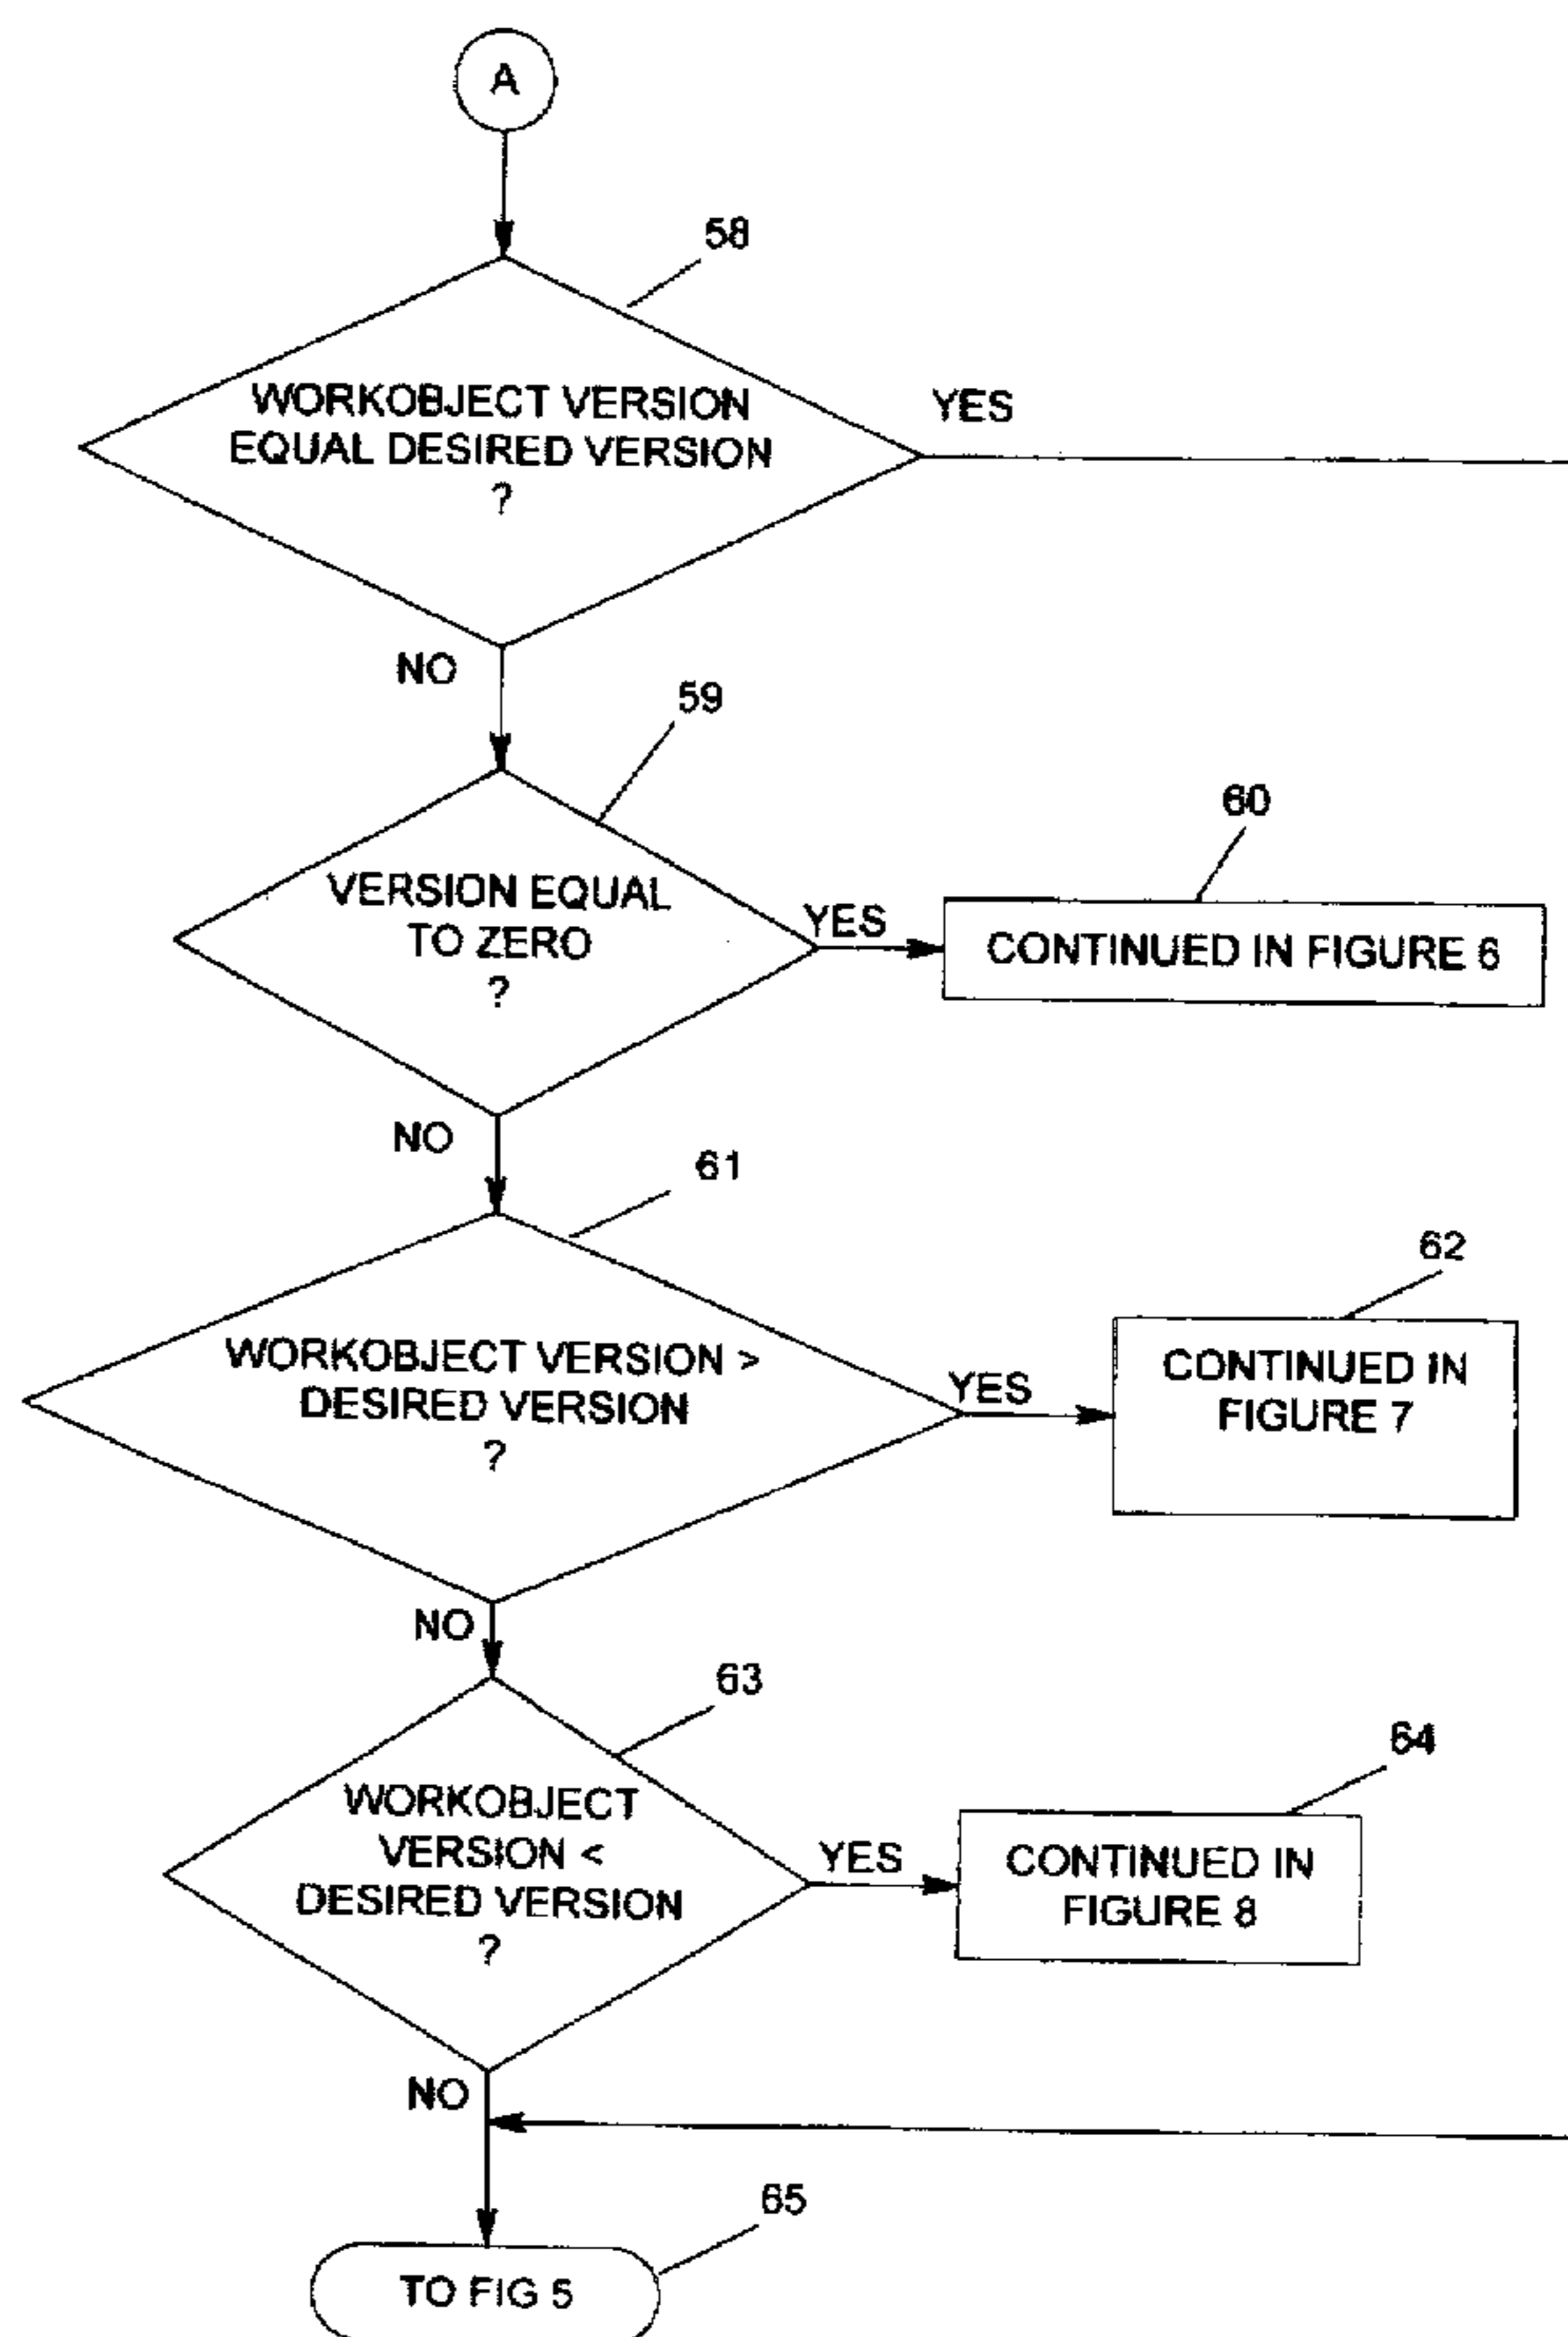 A
58
WORKOBJECT VERSION
EQUAL DESIRED VERSION
?
YES
NO
59
VERSION EQUAL
TO ZERO
?
YES
60
CONTINUED IN FIGURE 6
NO
61
WORKOBJECT VERSION >
DESIRED VERSION
?
YES
62
CONTINUED IN
FIGURE 7
NO
63
WORKOBJECT
VERSION <
DESIRED VERSION
?
YES
64
CONTINUED IN
FIGURE 8
NO
65
TO FIG 5